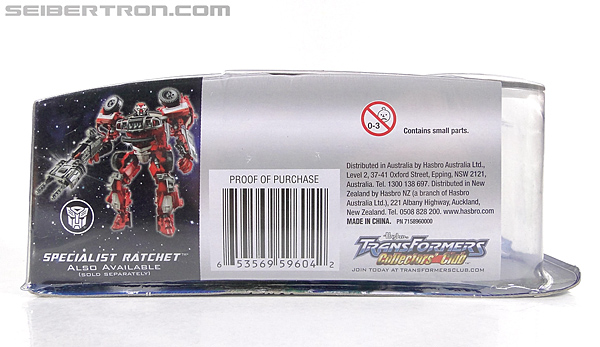 SEIBERTRON.COM
0-3
Contains small parts.
PROOF OF PURCHASE
6 53569 59604 2
Distributed in Australia by Hasbro Australia Ltd.,
Level 2, 37-41 Oxford Street, Epping, NSW 2121,
Australia. Tel. 1300 138 697. Distributed in New
Zealand by Hasbro NZ (a branch of Hasbro
Australia Ltd.), 221 Albany Highway, Auckland,
New Zealand. Tel. 0508 828 200. www.hasbro.com
MADE IN CHINA. PN 7158960000
SPECIALIST RATCHET™
ALSO AVAILABLE
(SOLD SEPARATELY)
Hasbro
TRANSFORMERS
Collectors' Club
JOIN TODAY AT TRANSFORMERSCLUB.COM